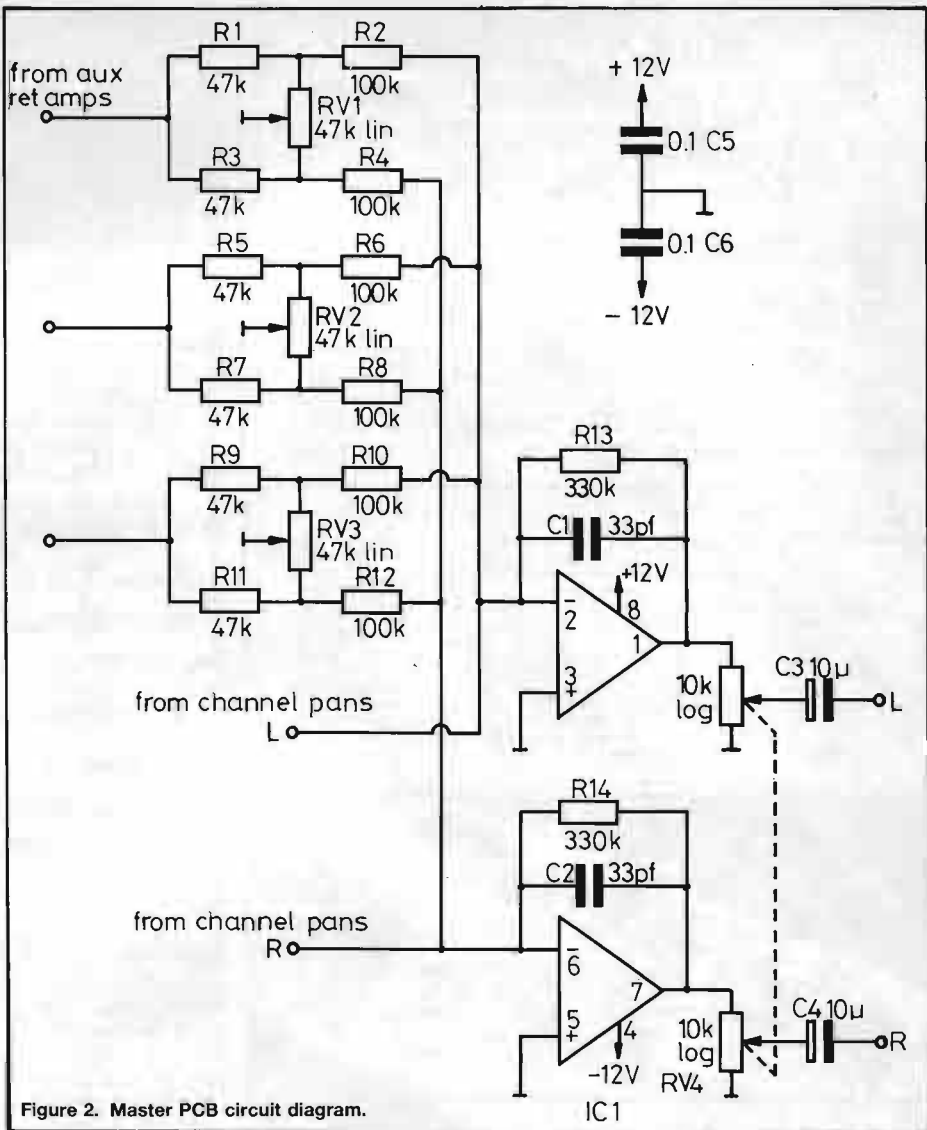 from aux
ret amps
R1
47k
R2
100k
RV1
47k lin
R3
47k
R4
100k
R5
47k
R6
100k
RV2
47k lin
R7
47k
R8
100k
R9
47k
R10
100k
RV3
47k lin
R11
47k
R12
100k
+ 12V
0.1 C5
0.1 C6
- 12V
R13
330k
C1 33pf
+12V
8
-
2
1
3
+
10k
log
C3 10µ
L
from channel pans
L
R14
330k
C2 33pf
from channel pans
R
-
6
7
5
+
4
-12V
10k
log
RV4
C4 10µ
R
IC1
Figure 2. Master PCB circuit diagram.